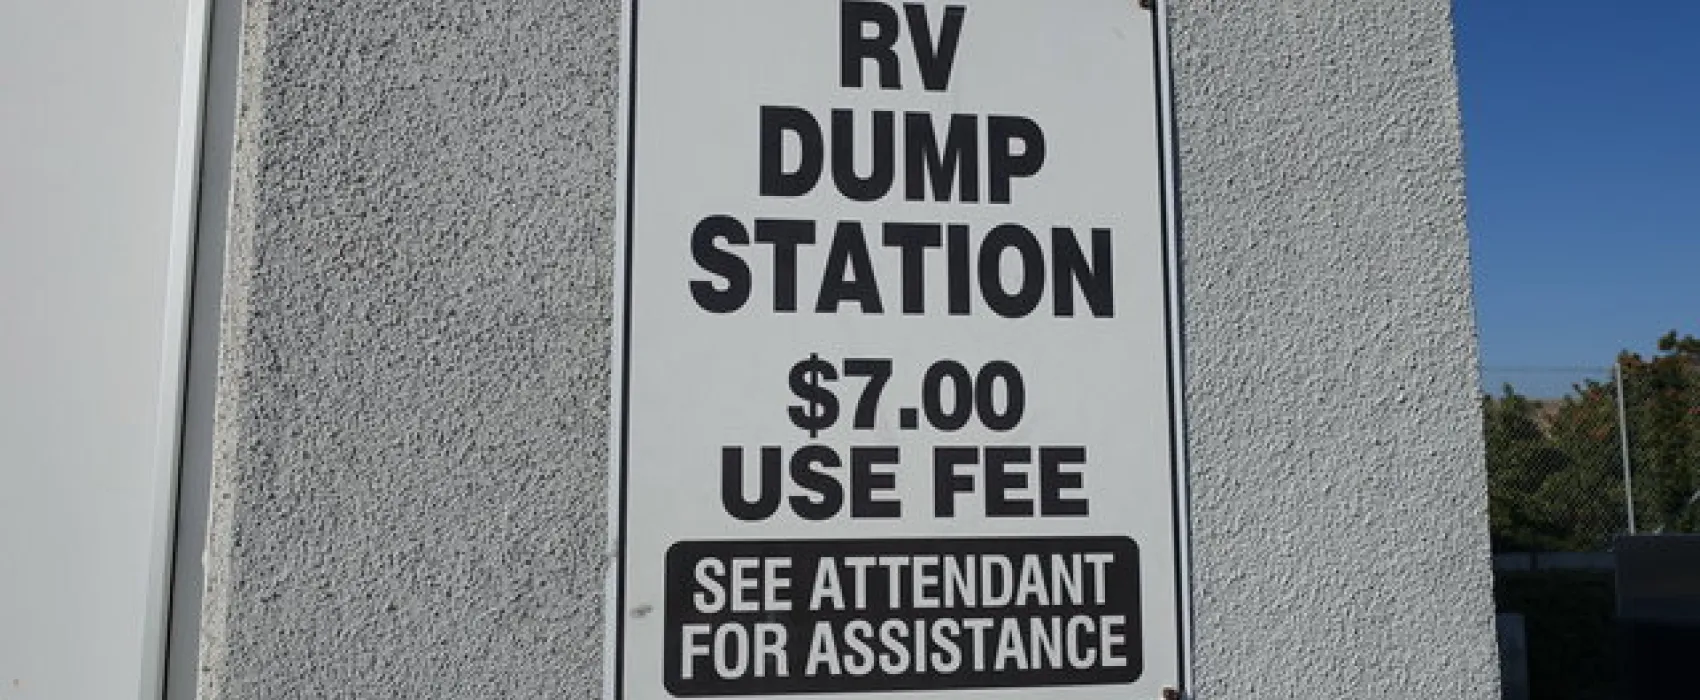 RV
DUMP
STATION
$7.00
USE FEE
SEE ATTENDANT
FOR ASSISTANCE